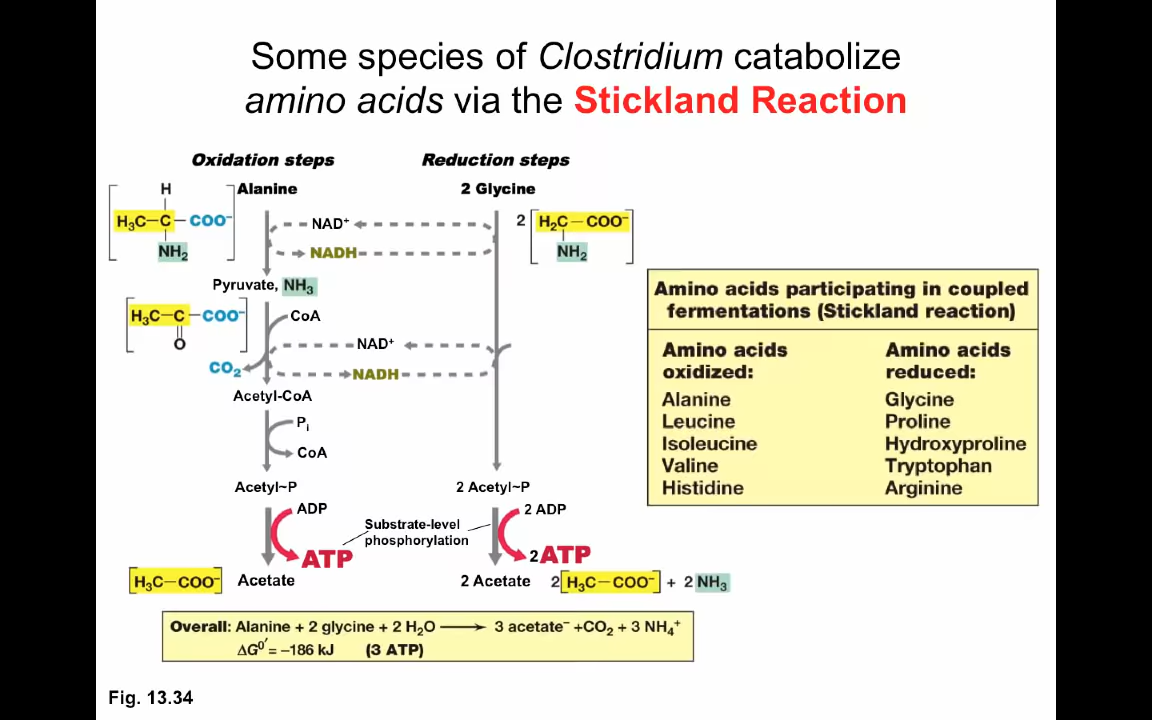 Some species of Clostridium catabolize
amino acids via the Stickland Reaction
Oxidation steps
Reduction steps
Alanine
2 Glycine
H
H₃C—C—COO⁻
NH₂
NAD⁺
NADH
2 H₂C—COO⁻
NH₂
Pyruvate, NH₃
H₃C—C—COO⁻
O
CoA
CO₂
NAD⁺
NADH
Acetyl-CoA
Pᵢ
CoA
Acetyl~P
2 Acetyl~P
ADP
Substrate-level
phosphorylation
2 ADP
ATP
2 ATP
H₃C—COO⁻
Acetate
2 Acetate
2 H₃C—COO⁻ + 2 NH₃
Overall: Alanine + 2 glycine + 2 H₂O ⟶ 3 acetate⁻ +CO₂ + 3 NH₄⁺
ΔG⁰′ = –186 kJ (3 ATP)
Amino acids participating in coupled
fermentations (Stickland reaction)
Amino acids
oxidized:
Alanine
Leucine
Isoleucine
Valine
Histidine
Amino acids
reduced:
Glycine
Proline
Hydroxyproline
Tryptophan
Arginine
Fig. 13.34